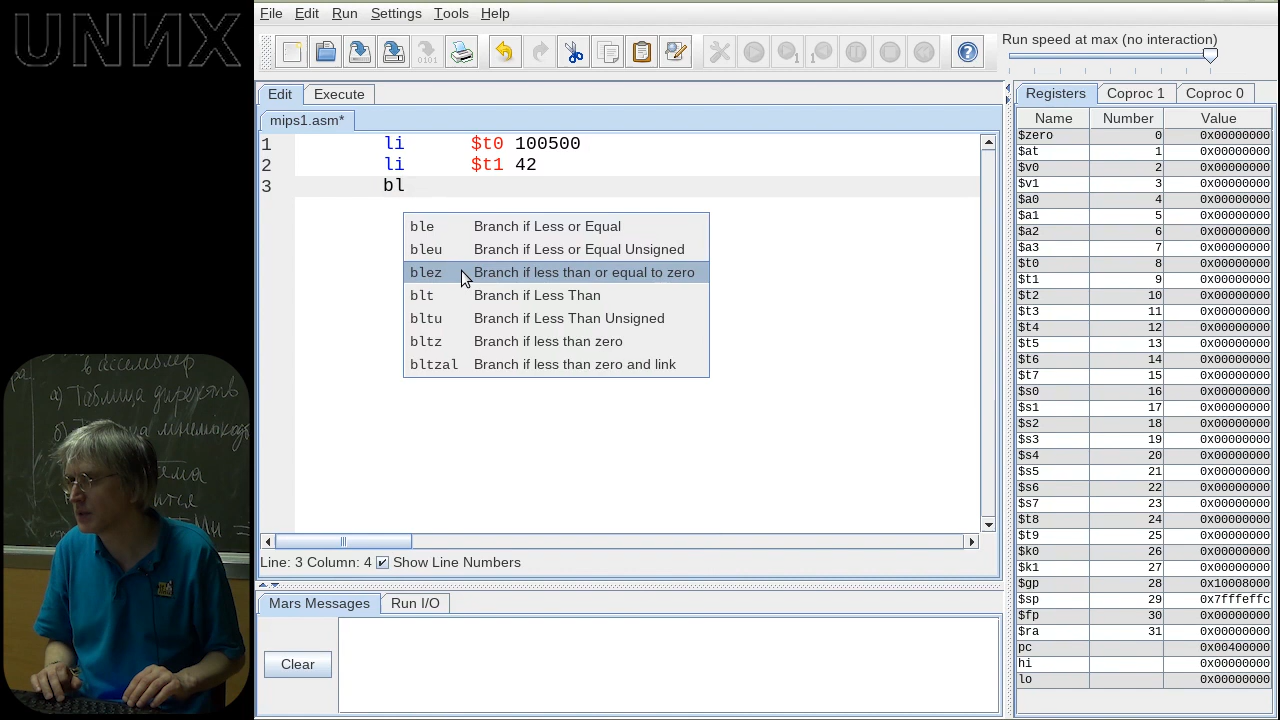 UNИX
File Edit Run Settings Tools Help
Run speed at max (no interaction)
Edit Execute
mips1.asm*
1 li $t0 100500
2 li $t1 42
3 bl
ble Branch if Less or Equal
bleu Branch if Less or Equal Unsigned
blez Branch if less than or equal to zero
blt Branch if Less Than
bltu Branch if Less Than Unsigned
bltz Branch if less than zero
bltzal Branch if less than zero and link
Line: 3 Column: 4 Show Line Numbers
Mars Messages Run I/O
Clear
Registers Coproc 1 Coproc 0
Name Number Value
$zero 0 0x00000000
$at 1 0x00000000
$v0 2 0x00000000
$v1 3 0x00000000
$a0 4 0x00000000
$a1 5 0x00000000
$a2 6 0x00000000
$a3 7 0x00000000
$t0 8 0x00000000
$t1 9 0x00000000
$t2 10 0x00000000
$t3 11 0x00000000
$t4 12 0x00000000
$t5 13 0x00000000
$t6 14 0x00000000
$t7 15 0x00000000
$s0 16 0x00000000
$s1 17 0x00000000
$s2 18 0x00000000
$s3 19 0x00000000
$s4 20 0x00000000
$s5 21 0x00000000
$s6 22 0x00000000
$s7 23 0x00000000
$t8 24 0x00000000
$t9 25 0x00000000
$k0 26 0x00000000
$k1 27 0x00000000
$gp 28 0x10008000
$sp 29 0x7fffeffc
$fp 30 0x00000000
$ra 31 0x00000000
pc 0x00400000
hi 0x00000000
lo 0x00000000
в ассемблер
а) Таблица директив
б)